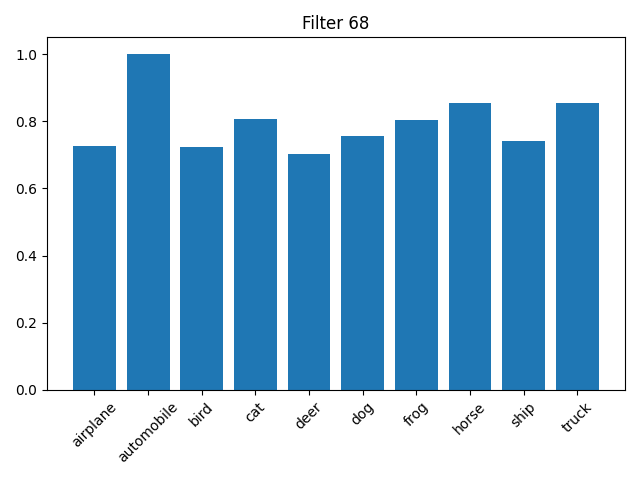 Filter 68
1.0
0.8
0.6
0.4
0.2
0.0
airplane
automobile
bird
cat
deer
dog
frog
horse
ship
truck